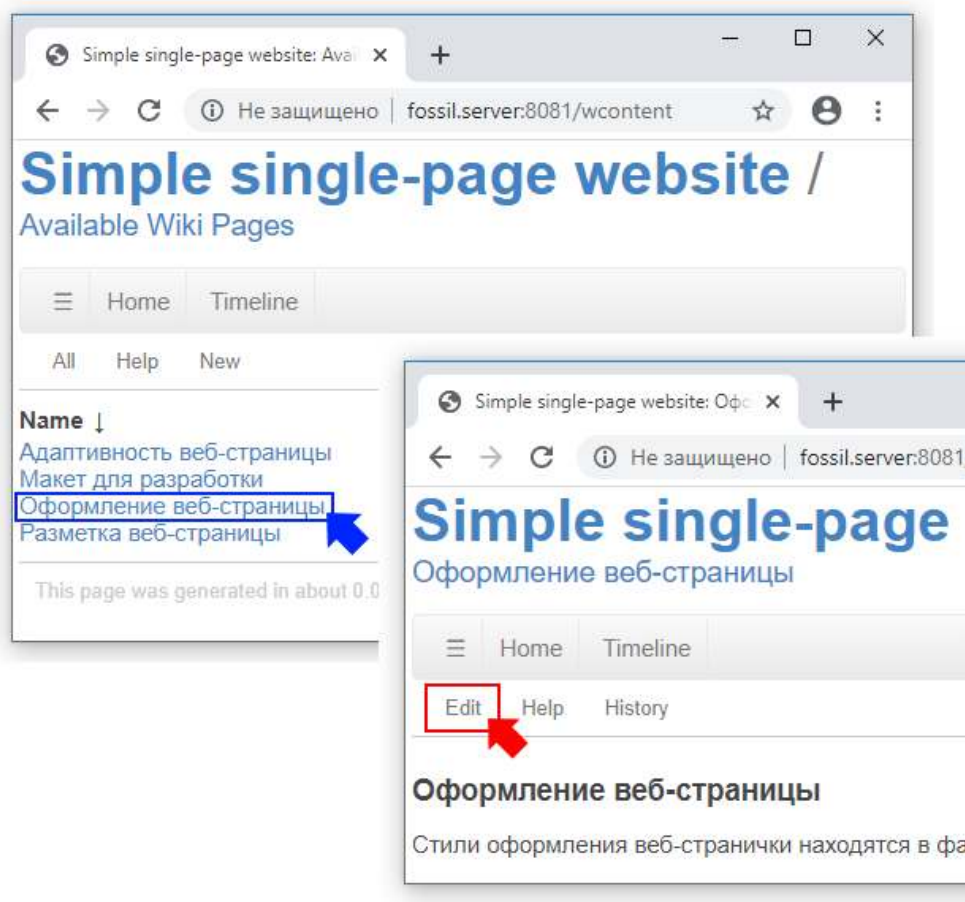 Simple single-page website: Ava
Не защищено | fossil.server:8081/wcontent
Simple single-page website /
Available Wiki Pages
☰ Home Timeline
All Help New
Name ↓
Адаптивность веб-страницы
Макет для разработки
Оформление веб-страницы
Разметка веб-страницы
This page was generated in about 0.0
Simple single-page website: Офо
Не защищено | fossil.server:8081
Simple single-page
Оформление веб-страницы
☰ Home Timeline
Edit Help History
Оформление веб-страницы
Стили оформления веб-странички находятся в фа